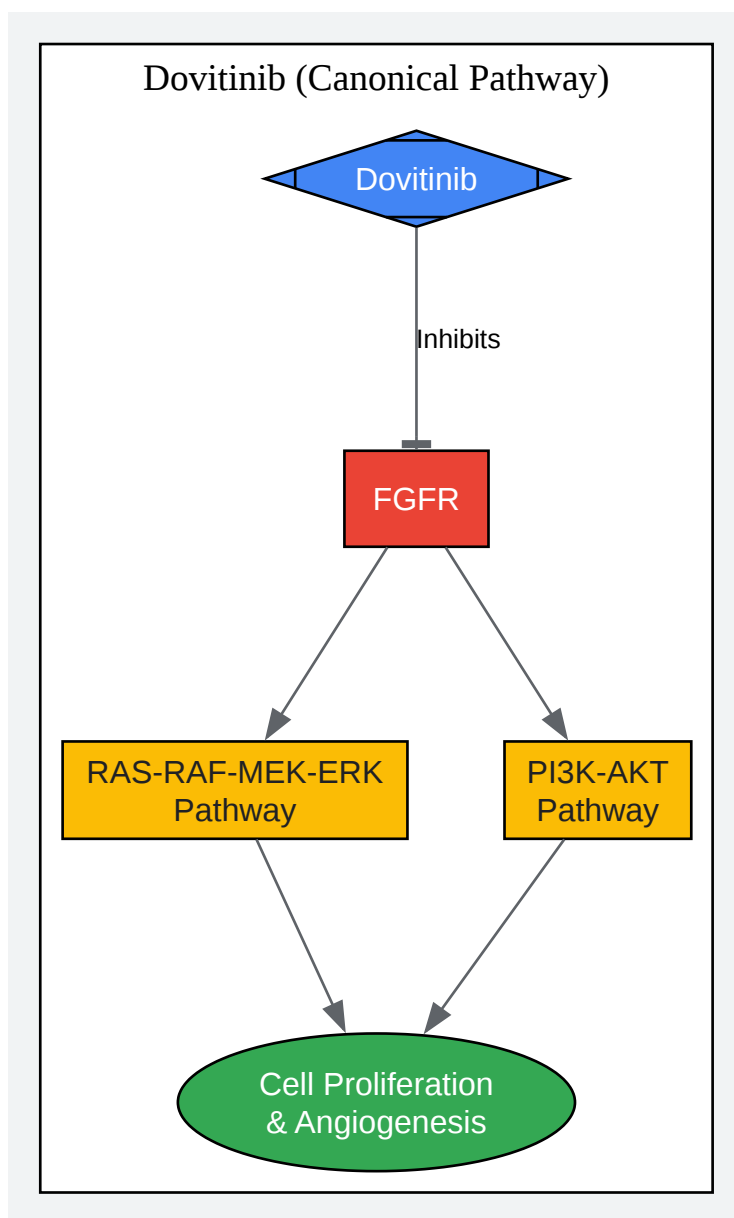 Dovitinib (Canonical Pathway)
Dovitinib
Inhibits
FGFR
RAS-RAF-MEK-ERK
Pathway
PI3K-AKT
Pathway
Cell Proliferation
& Angiogenesis